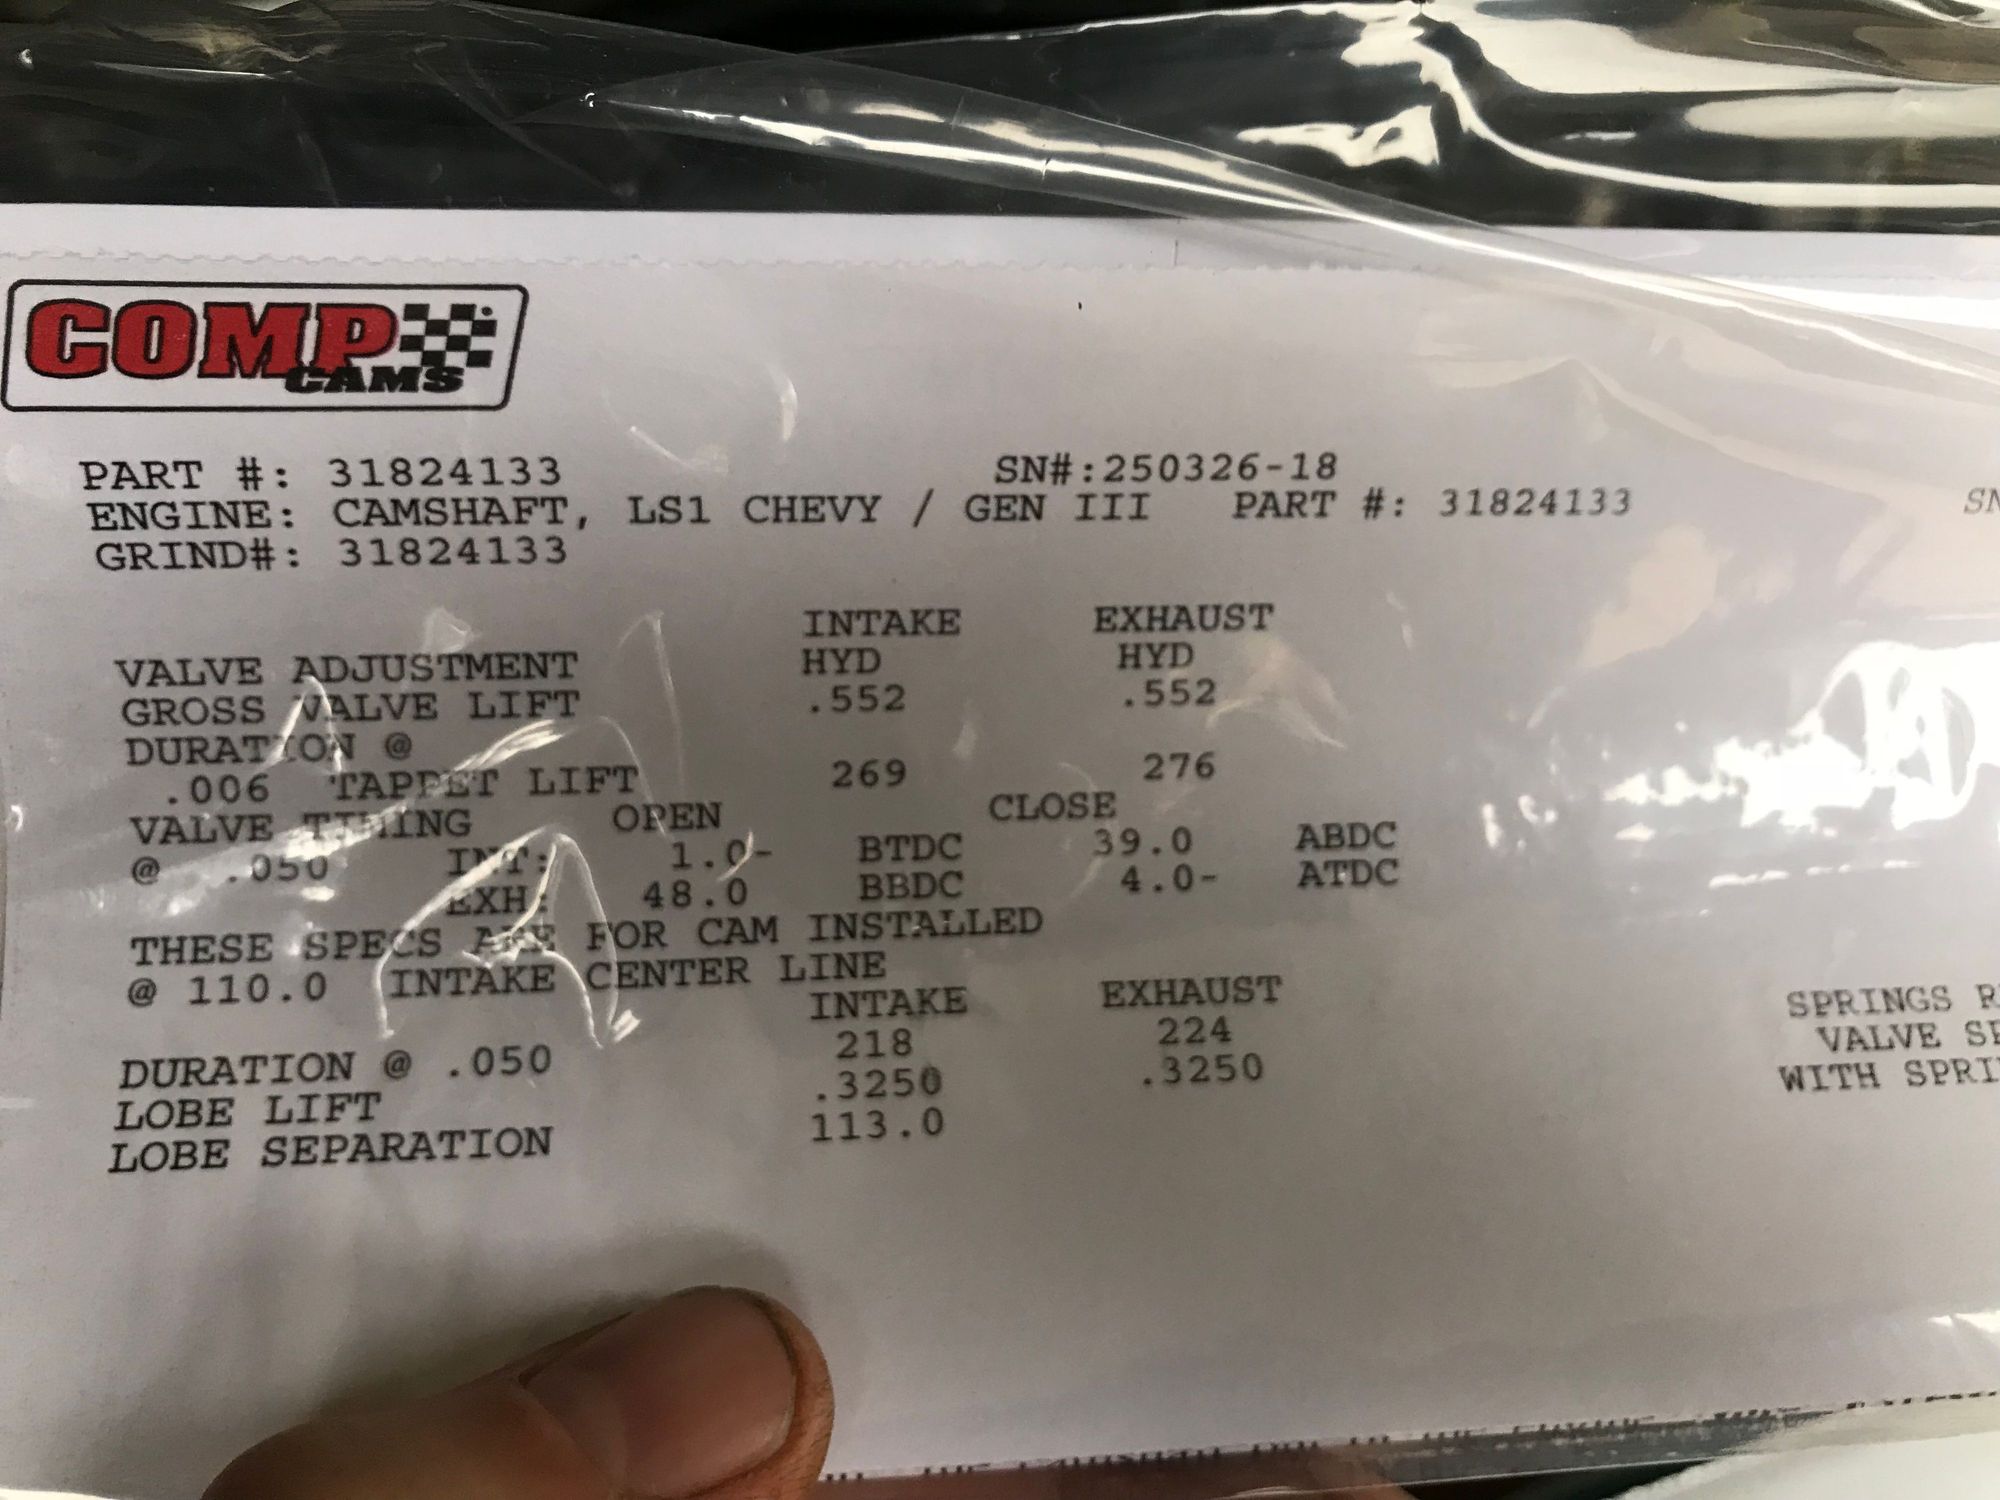 COMP
CAMS
PART #: 31824133 SN#:250326-18
ENGINE: CAMSHAFT, LS1 CHEVY / GEN III PART #: 31824133 SN
GRIND#: 31824133
INTAKE EXHAUST
VALVE ADJUSTMENT HYD HYD
GROSS VALVE LIFT .552 .552
DURATION @
.006 TAPPET LIFT 269 276
VALVE TIMING OPEN CLOSE
@ .050 INT: 1.0- BTDC 39.0 ABDC
EXH: 48.0 BBDC 4.0- ATDC
THESE SPECS ARE FOR CAM INSTALLED
@ 110.0 INTAKE CENTER LINE
INTAKE EXHAUST
DURATION @ .050 218 224
LOBE LIFT .3250 .3250
LOBE SEPARATION 113.0
SPRINGS
VALVE
WITH